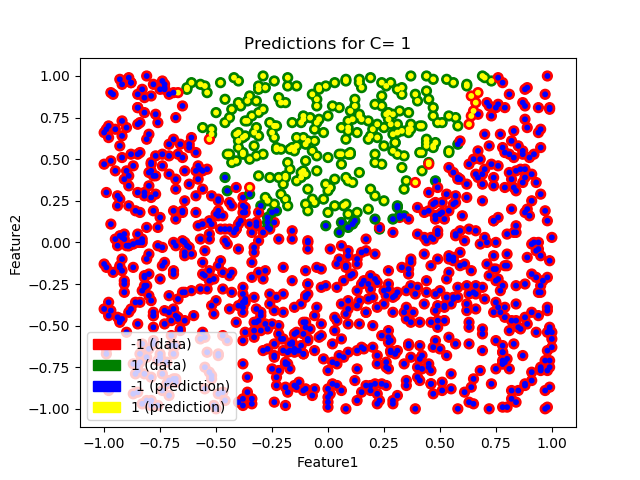 Predictions for C= 1
1.00
0.75
0.50
0.25
0.00
−0.25
−0.50
−0.75
−1.00
Feature2
-1 (data)
1 (data)
-1 (prediction)
1 (prediction)
−1.00 −0.75 −0.50 −0.25 0.00 0.25 0.50 0.75 1.00
Feature1